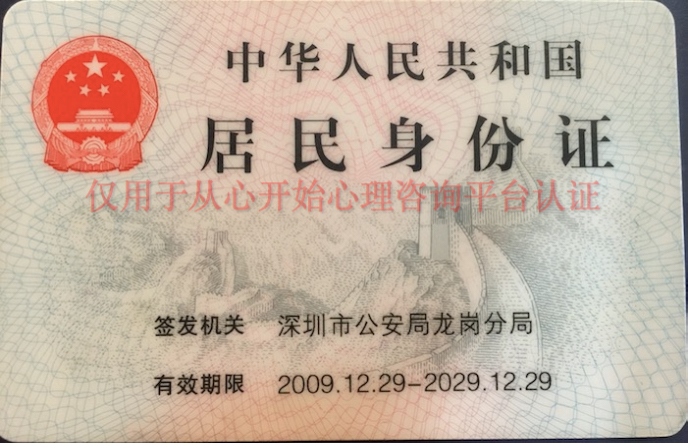 中华人民共和国
居民身份证
仅用于从心开始心理咨询平台认证
签发机关 深圳市公安局龙岗分局
有效期限 2009.12.29-2029.12.29